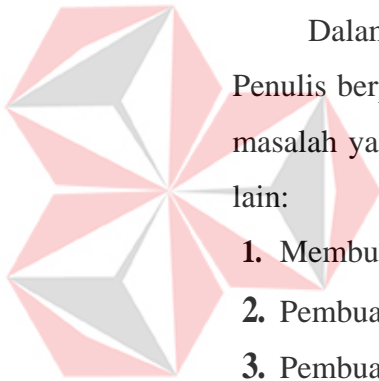 Dalam
Penulis ber
masalah ya
lain:
1. Membu
2. Pembua
3. Pembua